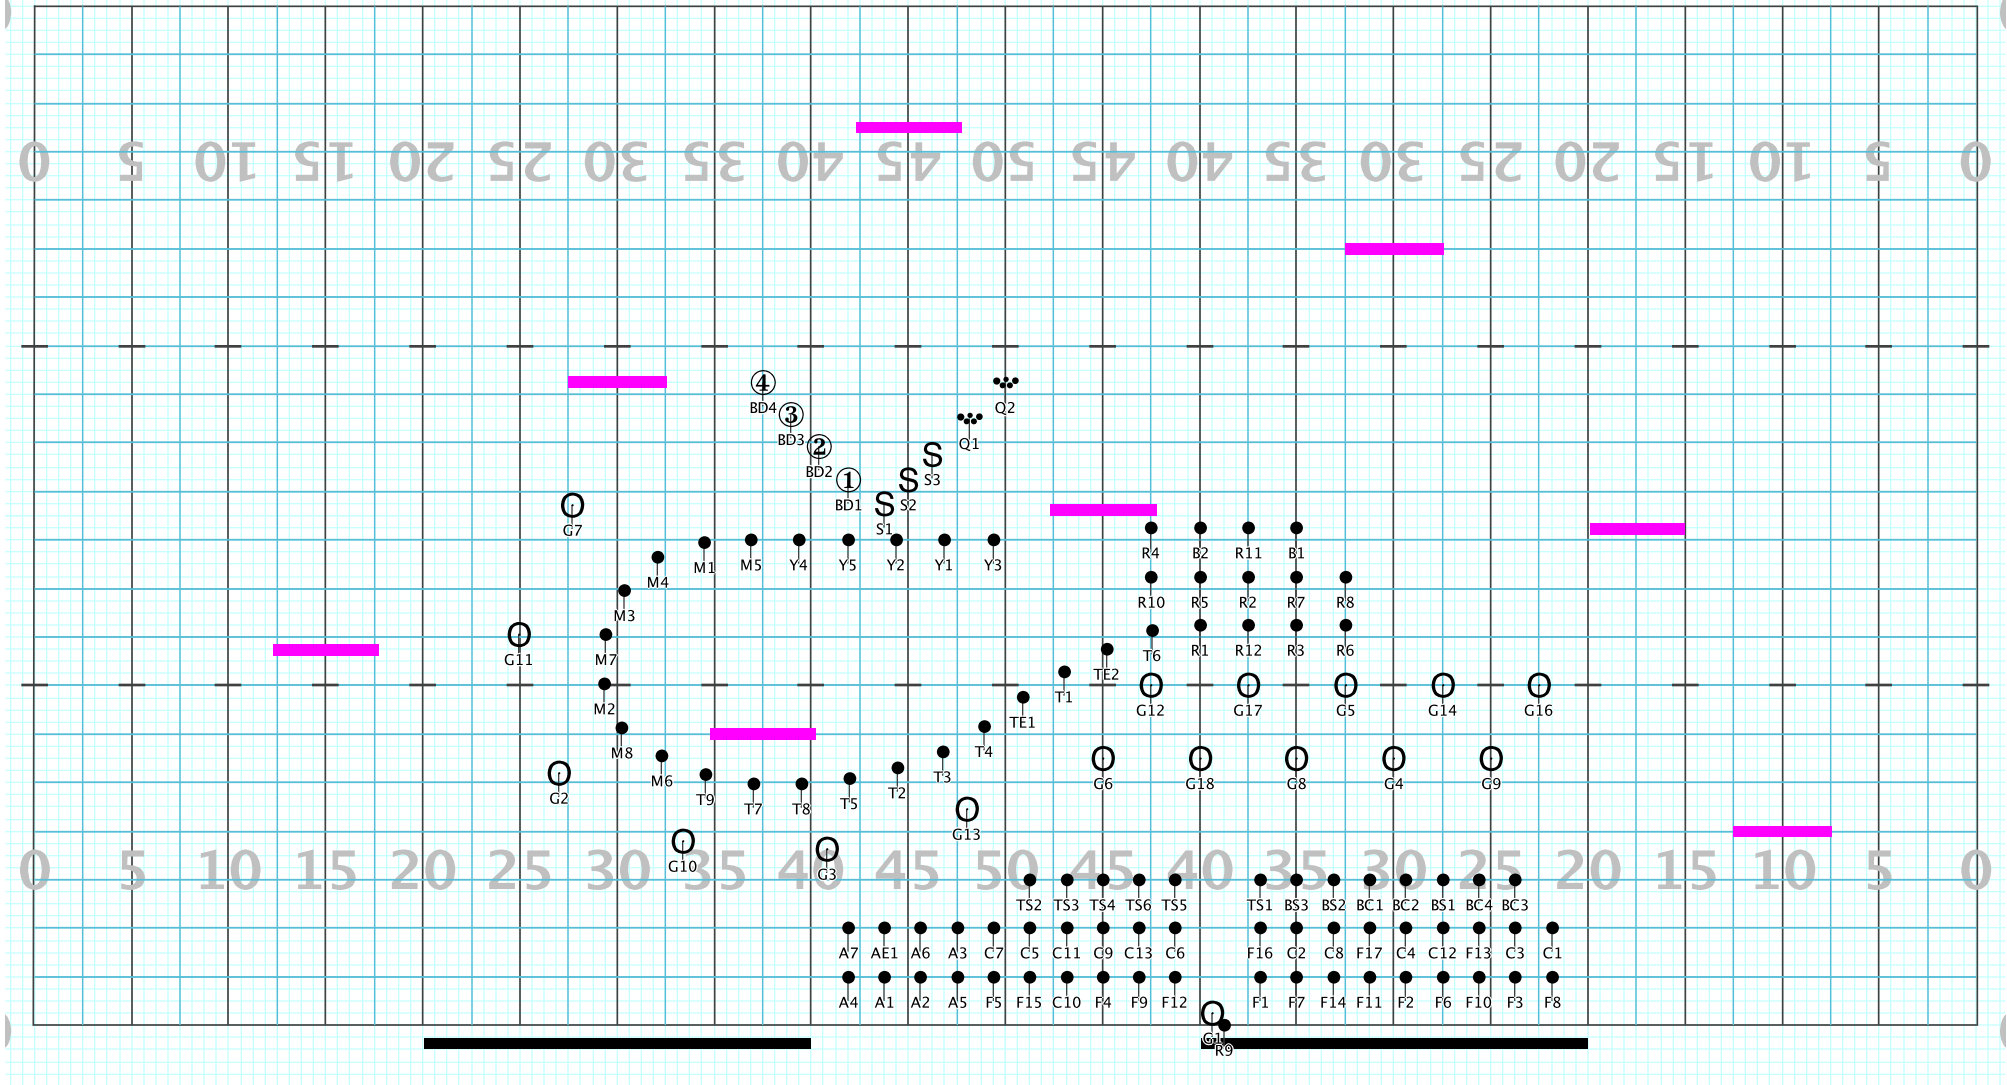 0 5 10 15 20 25 30 35 40 45 50 45 40 35 30 25 20 15 10 5 0
4
BD4
Q2
3
BD3
Q1
2
BD2
S
S3
1
BD1
S
S2
S
S1
O
G7
R4 B2 R11 B1
M4 M1 M5 Y4 Y5 Y2 Y1 Y3
R10 R5 R2 R7 R8
M3
O
G11
M7
T6 R1 R12 R3 R6
TE2
T1
M2
O O O O O
G12 G17 G5 G14 G16
TE1
M8
T4
O O O O O
G6 G18 G8 G4 G9
O
G2
M6 T9 T7 T8 T5 T2 T3
O
G13
O
G10
O
G3
0 5 10 15 20 25 30 35 40 45 50 45 40 35 30 25 20 15 10 5 0
TS2 TS3 TS4 TS6 TS5 TS1 BS3 BS2 BC1 BC2 BS1 BC4 BC3
A7 AE1 A6 A3 C7 C5 C11 C9 C13 C6 F16 C2 C8 F17 C4 C12 F13 C3 C1
A4 A1 A2 A5 F5 F15 C10 F4 F9 F12 F1 F7 F14 F11 F2 F6 F10 F3 F8
O
G1
R9